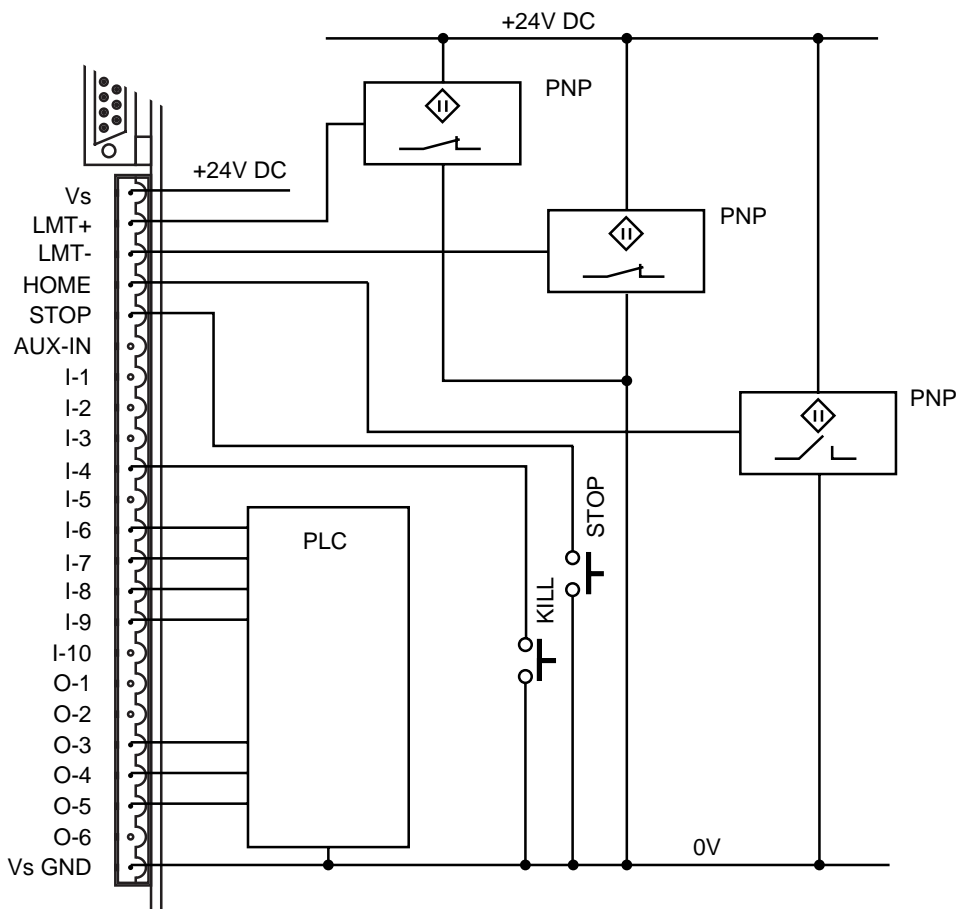 +24V DC
PNP
+24V DC
Vs
LMT+
LMT-
HOME
STOP
AUX-IN
I-1
I-2
I-3
I-4
I-5
I-6
I-7
I-8
I-9
I-10
O-1
O-2
O-3
O-4
O-5
O-6
Vs GND
PNP
PNP
PLC
STOP
KILL
0V